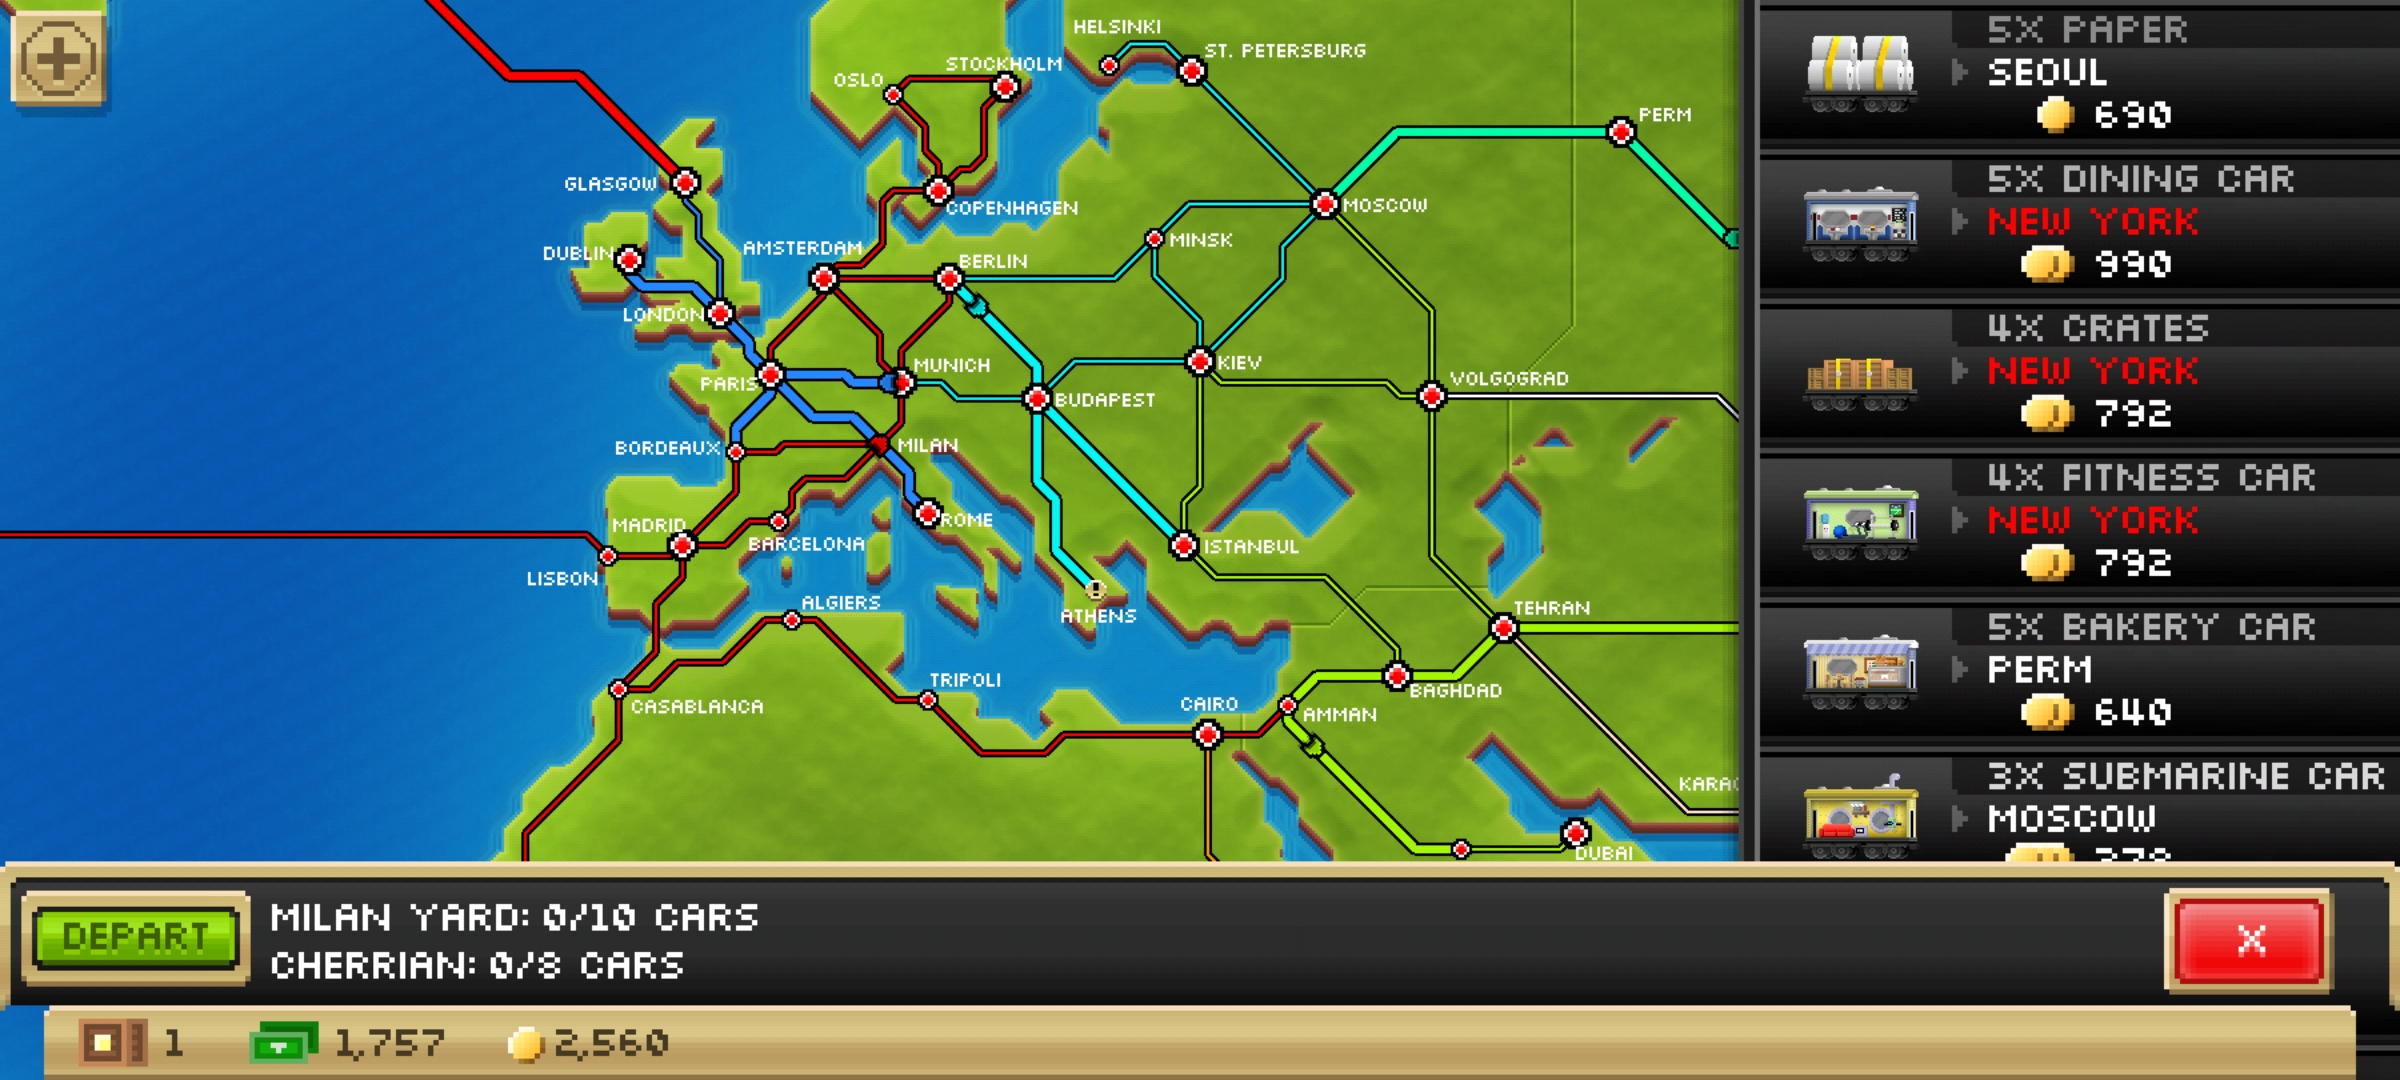 HELSINKI
ST. PETERSBURG
STOCKHOLM
OSLO
PERM
GLASGOW
COPENHAGEN
MOSCOW
DUBLIN
AMSTERDAM
BERLIN
MINSK
LONDON
MUNICH
KIEV
PARIS
BUDAPEST
VOLGOGRAD
BORDEAUX
MILAN
MADRID
ROME
BARCELONA
ISTANBUL
LISBON
ALGIERS
ATHENS
TEHRAN
CASABLANCA
TRIPOLI
CAIRO
AMMAN
BAGHDAD
KARAC
DUBAI
5X PAPER
SEOUL
690
5X DINING CAR
NEW YORK
990
4X CRATES
NEW YORK
792
4X FITNESS CAR
NEW YORK
792
5X BAKERY CAR
PERM
640
3X SUBMARINE CAR
MOSCOW
DEPART
MILAN YARD: 0/10 CARS
CHERRIAN: 0/8 CARS
X
1
1,757
2,560